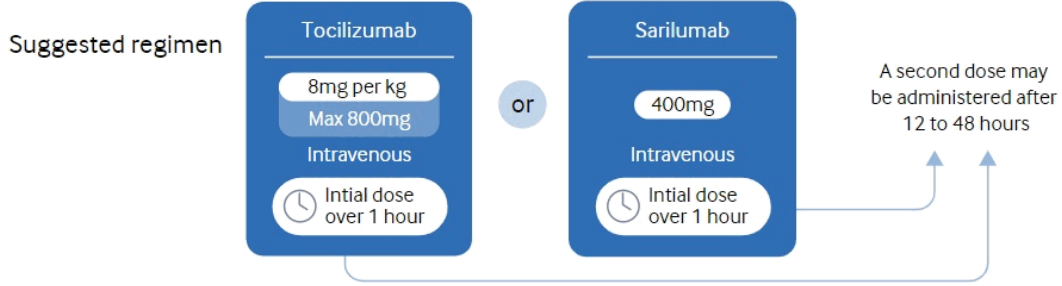 Suggested regimen
Tocilizumab
8mg per kg
Max 800mg
Intravenous
Intial dose
over 1 hour
or
Sarilumab
400mg
Intravenous
Intial dose
over 1 hour
A second dose may
be administered after
12 to 48 hours